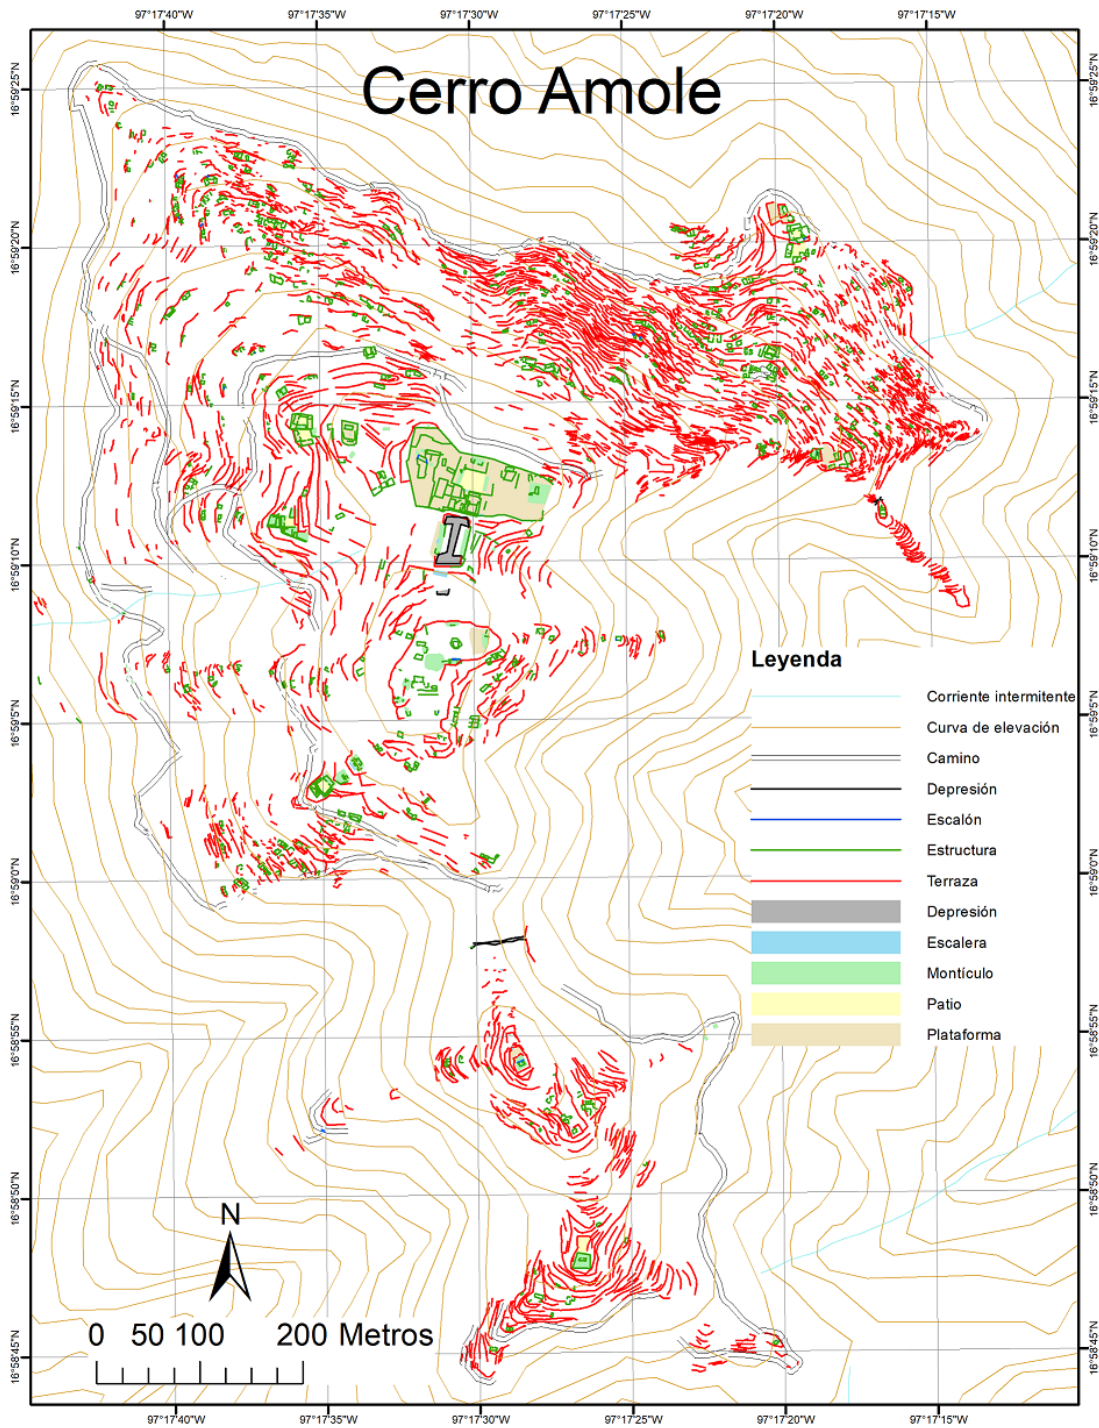 97°17'40"W 97°17'35"W 97°17'30"W 97°17'25"W 97°17'20"W 97°17'15"W
Cerro Amole
16°59'25"N 16°59'25"N
16°59'20"N 16°59'20"N
16°59'15"N 16°59'15"N
16°59'10"N 16°59'10"N
16°59'5"N 16°59'5"N
16°59'0"N 16°59'0"N
16°58'55"N 16°58'55"N
16°58'50"N 16°58'50"N
16°58'45"N 16°58'45"N
Leyenda
Corriente intermitente
Curva de elevación
Camino
Depresión
Escalón
Estructura
Terraza
Depresión
Escalera
Montículo
Patio
Plataforma
N
0 50 100 200 Metros
97°17'40"W 97°17'35"W 97°17'30"W 97°17'25"W 97°17'20"W 97°17'15"W